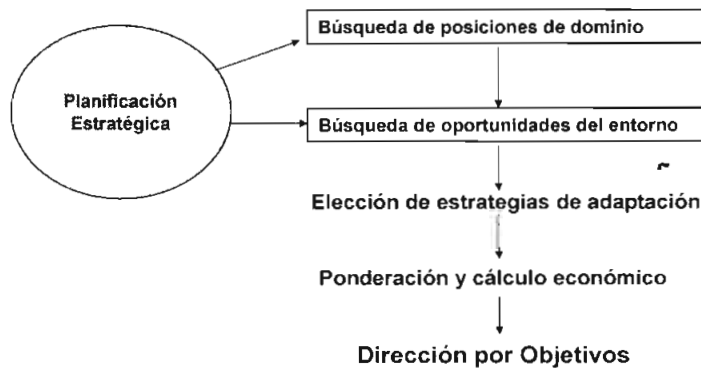 Búsqueda de posiciones de dominio
Planificación
Estratégica
Búsqueda de oportunidades del entorno
Elección de estrategias de adaptación
Ponderación y cálculo económico
Dirección por Objetivos